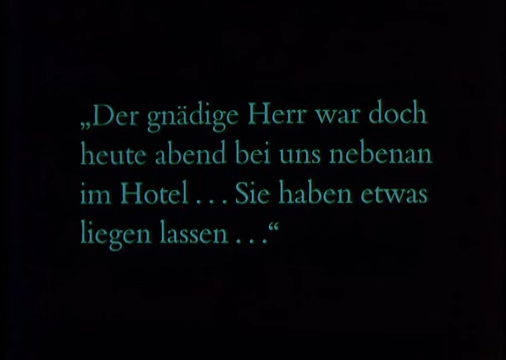 „Der gnädige Herr war doch
heute abend bei uns nebenan
im Hotel . . . Sie haben etwas
liegen lassen . . .“